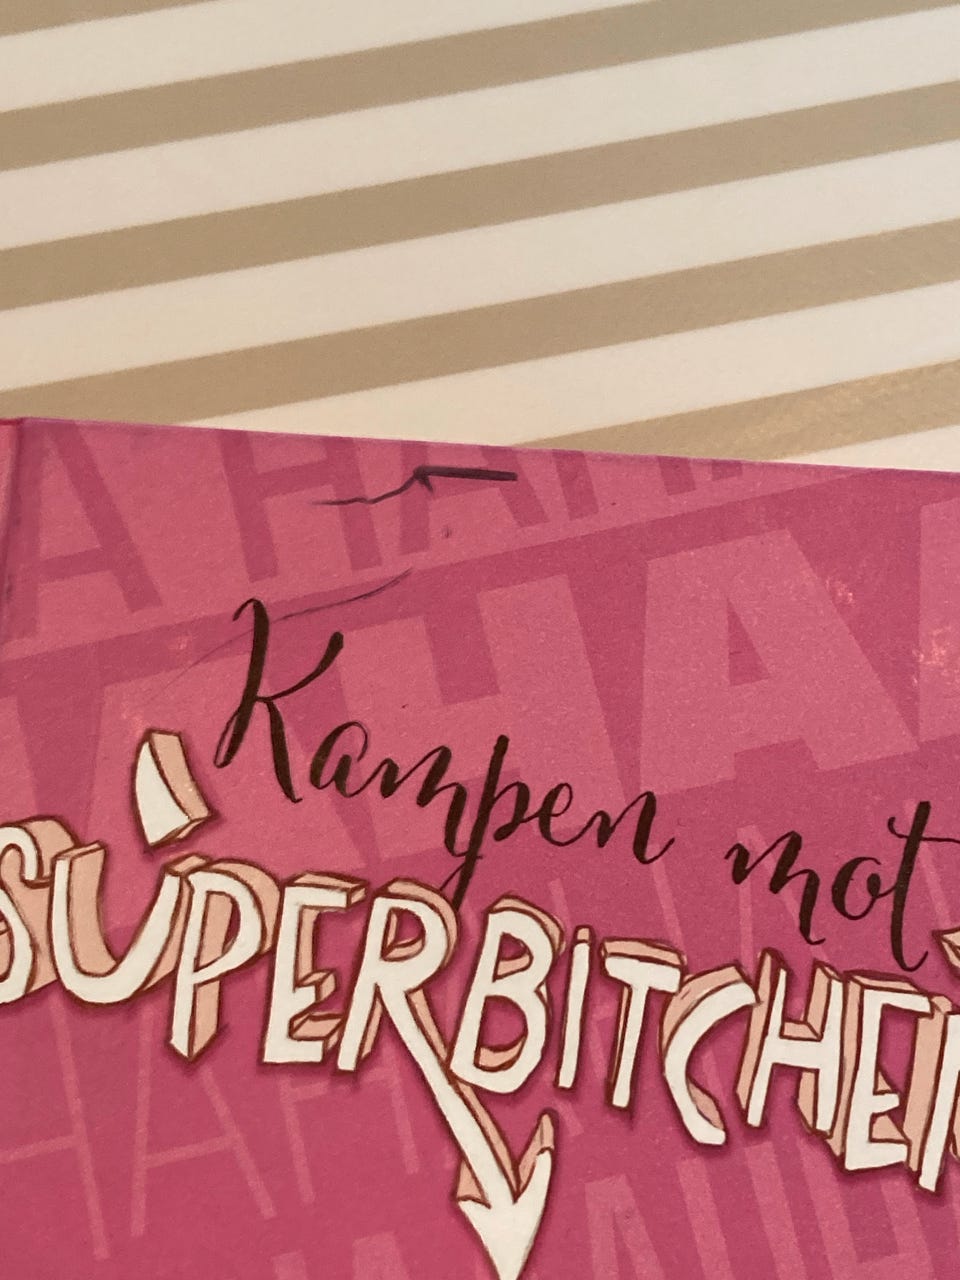 Kampen mot
SUPERBITCHEN